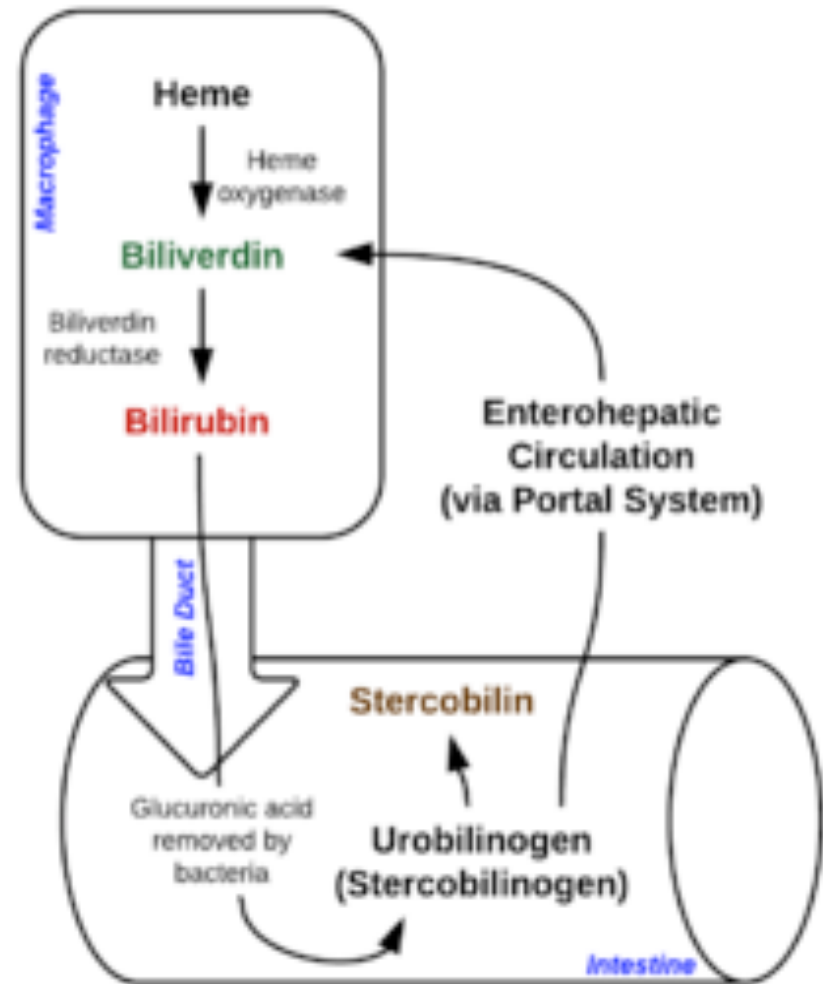 Macrophage
Heme
Heme
oxygenase
Biliverdin
Biliverdin
reductase
Bilirubin
Enterohepatic
Circulation
(via Portal System)
Bile Duct
Stercobilin
Glucuronic acid
removed by
bacteria
Urobilinogen
(Stercobilinogen)
Intestine